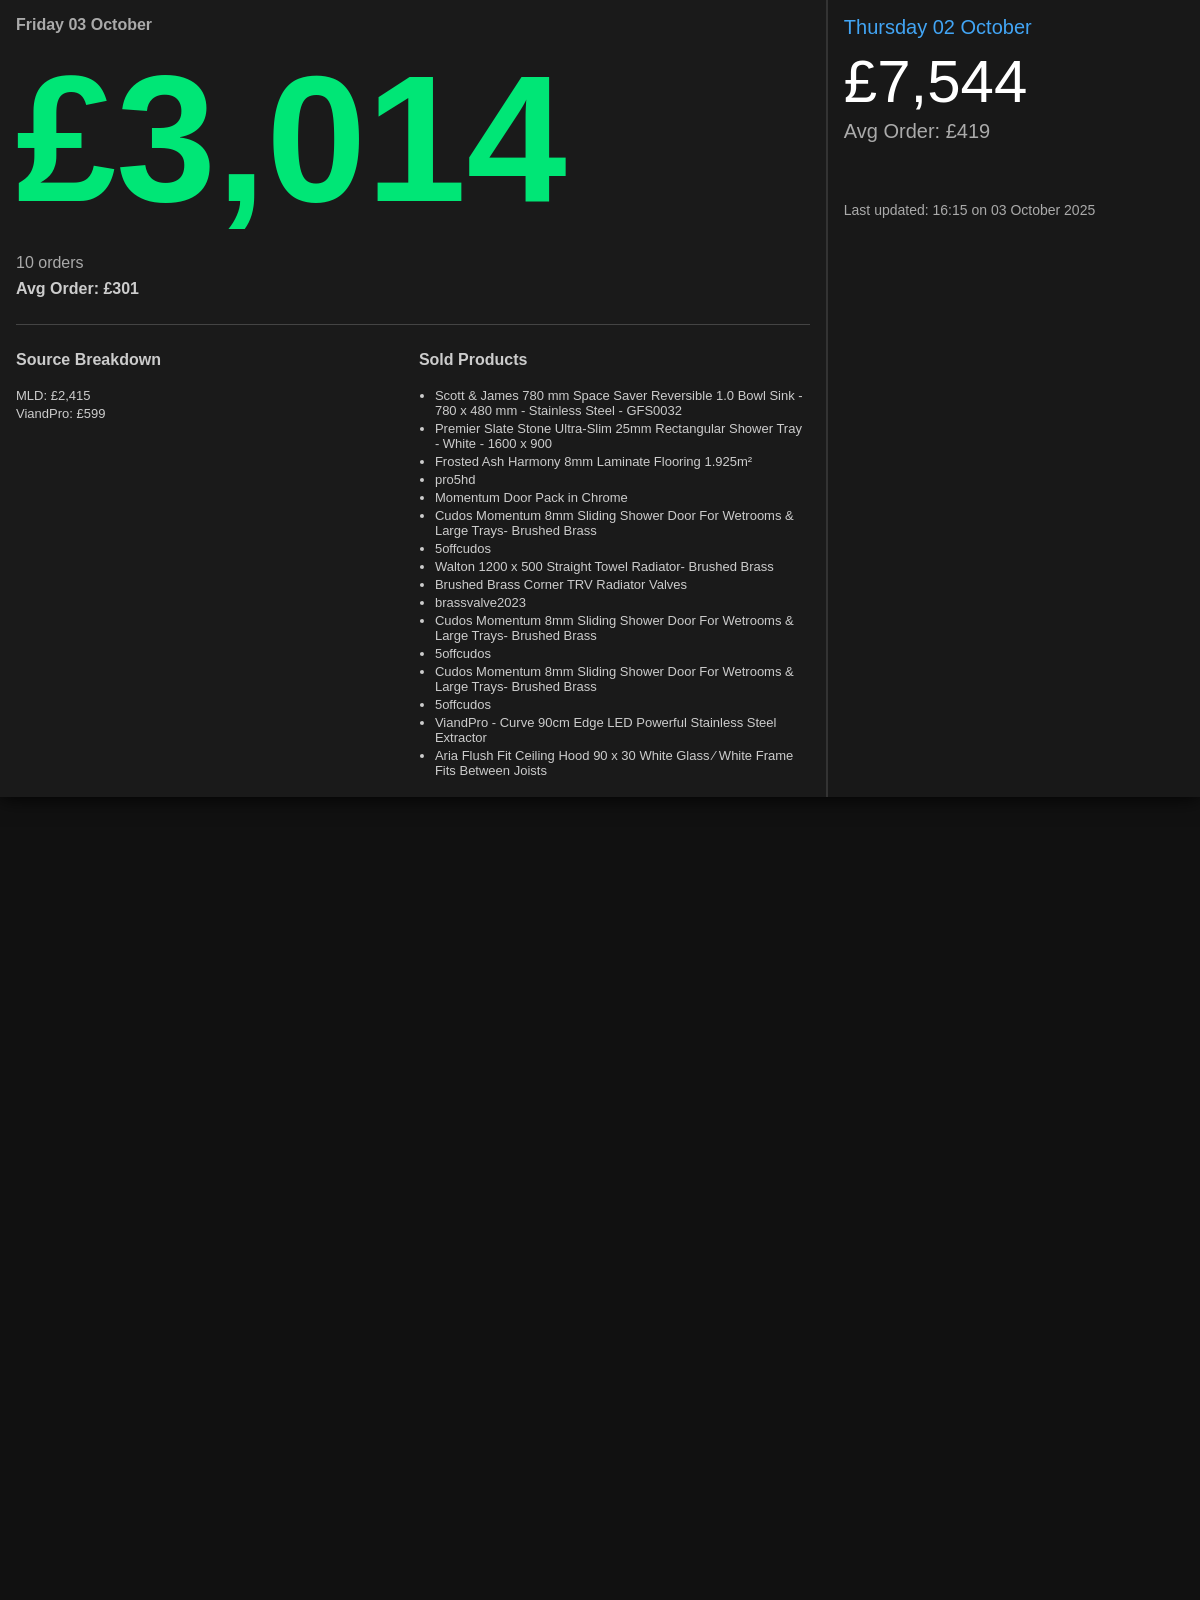 Friday 03 October
£3,014
10 orders
Avg Order: £301
Source Breakdown
MLD: £2,415
ViandPro: £599
Sold Products
• Scott & James 780 mm Space Saver Reversible 1.0 Bowl Sink -
780 x 480 mm - Stainless Steel - GFS0032
• Premier Slate Stone Ultra-Slim 25mm Rectangular Shower Tray
- White - 1600 x 900
• Frosted Ash Harmony 8mm Laminate Flooring 1.925m²
• pro5hd
• Momentum Door Pack in Chrome
• Cudos Momentum 8mm Sliding Shower Door For Wetrooms &
Large Trays- Brushed Brass
• 5offcudos
• Walton 1200 x 500 Straight Towel Radiator- Brushed Brass
• Brushed Brass Corner TRV Radiator Valves
• brassvalve2023
• Cudos Momentum 8mm Sliding Shower Door For Wetrooms &
Large Trays- Brushed Brass
• 5offcudos
• Cudos Momentum 8mm Sliding Shower Door For Wetrooms &
Large Trays- Brushed Brass
• 5offcudos
• ViandPro - Curve 90cm Edge LED Powerful Stainless Steel
Extractor
• Aria Flush Fit Ceiling Hood 90 x 30 White Glass ⁄ White Frame
Fits Between Joists
Thursday 02 October
£7,544
Avg Order: £419
Last updated: 16:15 on 03 October 2025